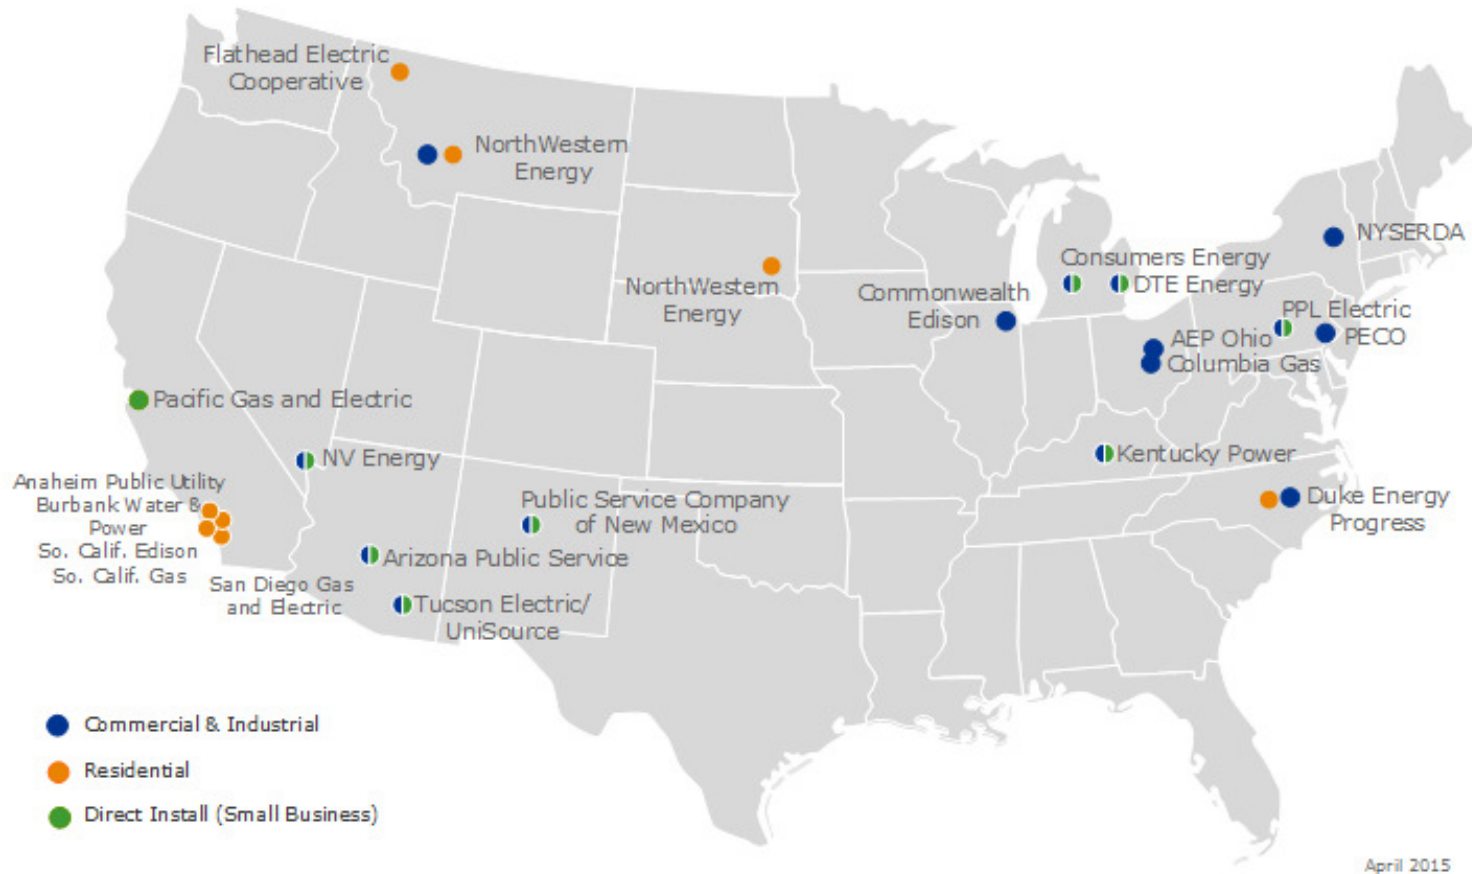 Flathead Electric
Cooperative
NorthWestern
Energy
NYSERDA
Consumers Energy
DTE Energy
NorthWestern
Energy
Commonwealth
Edison
PPL Electric
PECO
AEP Ohio
Columbia Gas
Pacific Gas and Electric
NV Energy
Kentucky Power
Anaheim Public Utility
Burbank Water &
Power
So. Calif. Edison
So. Calif. Gas
San Diego Gas
and Electric
Public Service Company
of New Mexico
Duke Energy
Progress
Arizona Public Service
Tucson Electric/
UniSource
Commercial & Industrial
Residential
Direct Install (Small Business)
April 2015